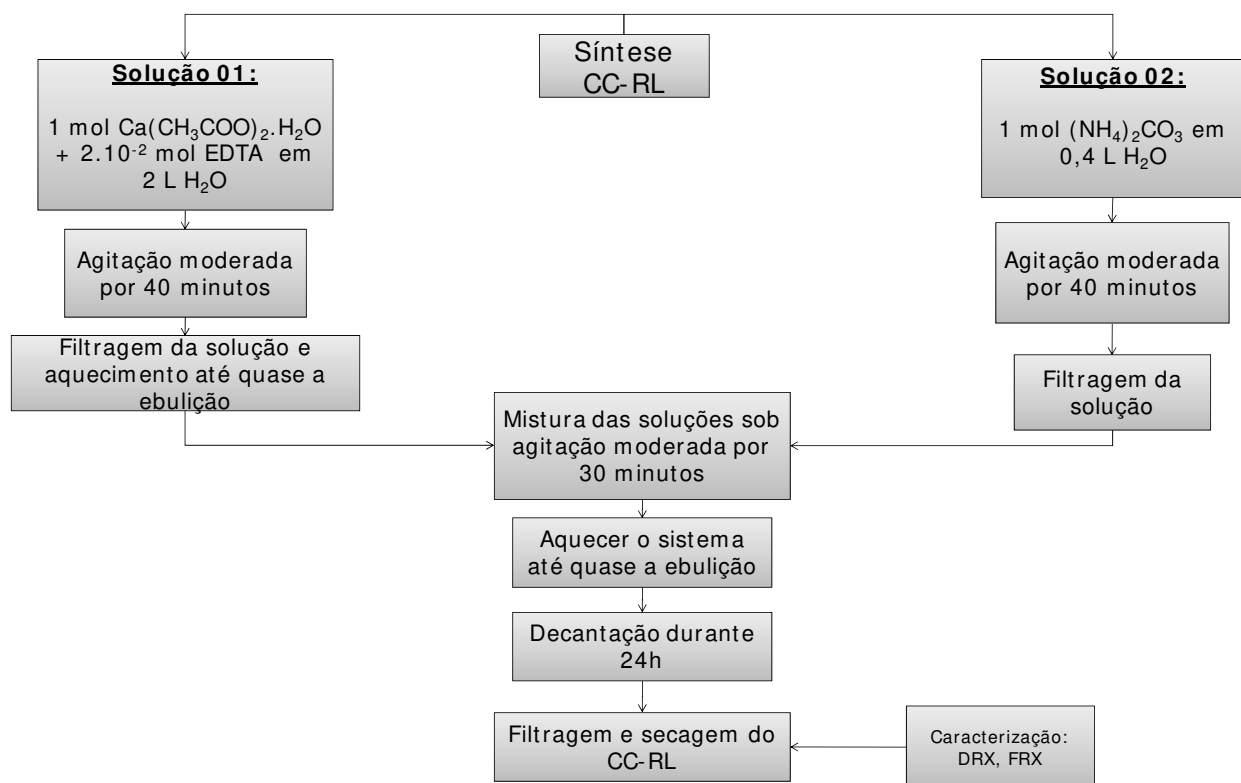 Síntese
CC-RL
Solução 01:
1 mol Ca(CH₃COO)₂.H₂O
+ 2.10⁻² mol EDTA em
2 L H₂O
Agitação moderada
por 40 minutos
Filtragem da solução e
aquecimento até quase a
ebulição
Solução 02:
1 mol (NH₄)₂CO₃ em
0,4 L H₂O
Agitação moderada
por 40 minutos
Filtragem da
solução
Mistura das soluções sob
agitação moderada por
30 minutos
Aquecer o sistema
até quase a ebulição
Decantação durante
24h
Filtragem e secagem do
CC-RL
Caracterização:
DRX, FRX